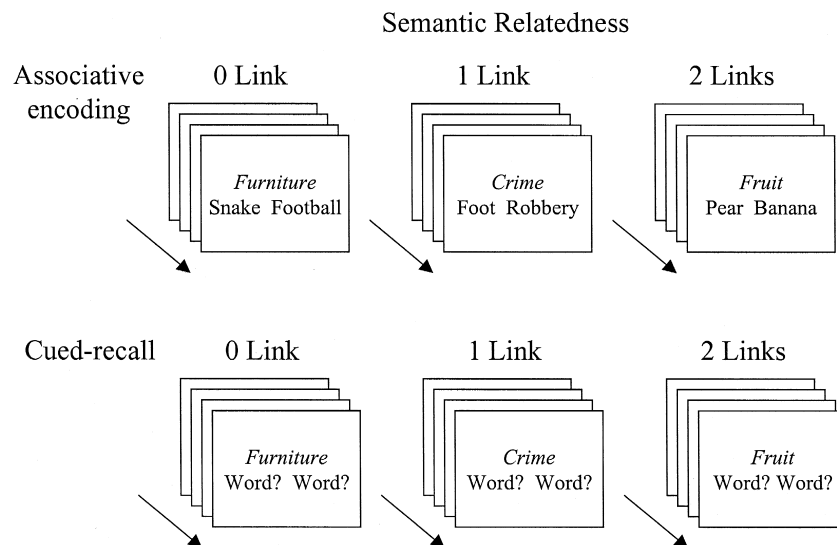 Semantic Relatedness
Associative encoding
0 Link
1 Link
2 Links
Furniture
Snake Football
Crime
Foot Robbery
Fruit
Pear Banana
Cued-recall
0 Link
1 Link
2 Links
Furniture
Word? Word?
Crime
Word? Word?
Fruit
Word? Word?